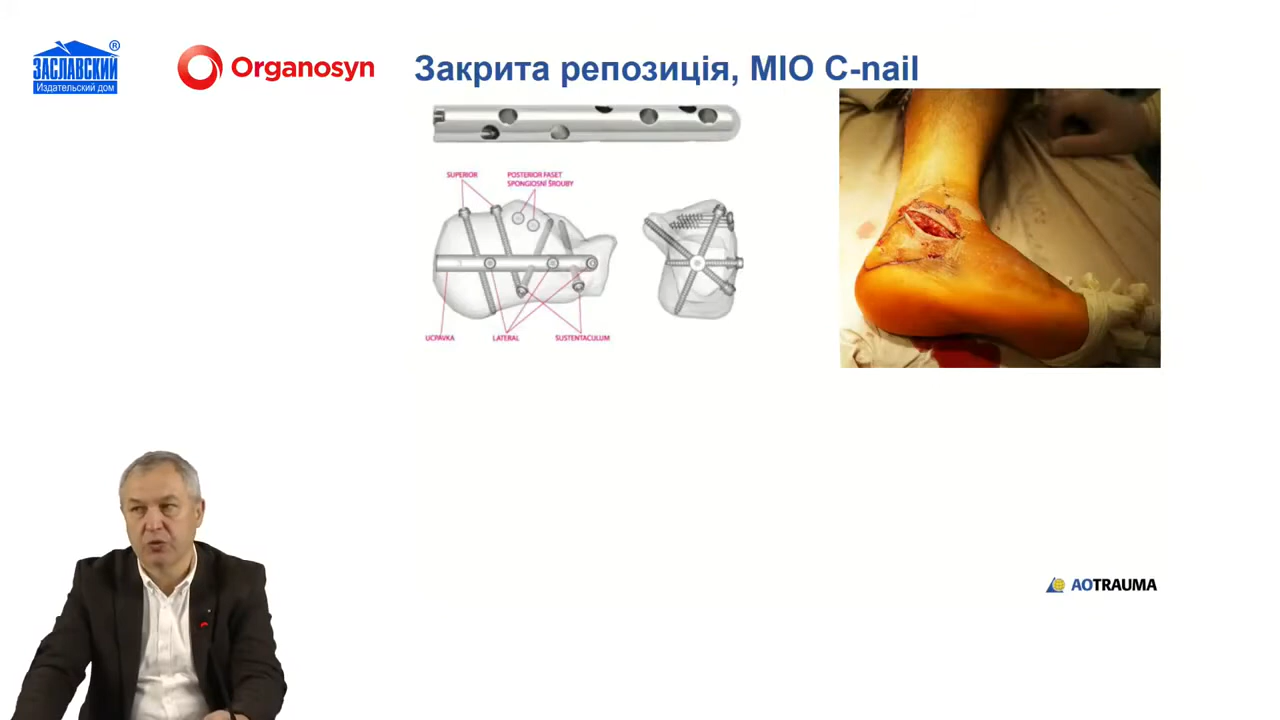 ЗАСЛАВСКИЙ
®
Издательский дом
Organosyn
Закрита репозиція, MIO C-nail
SUPERIOR
POSTERIOR FASET
SPONGIOSNÍ ŠROUBY
UCPÁVKA
LATERAL
SUSTENTACULUM
AOTRAUMA